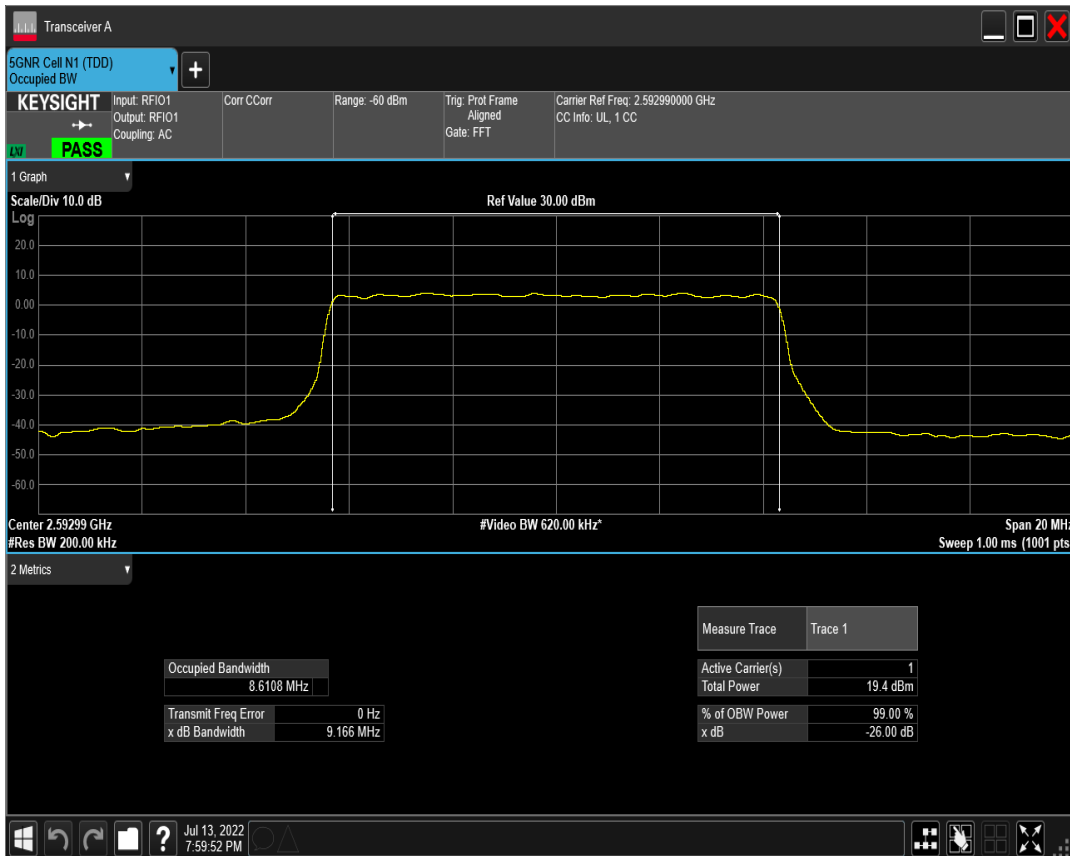 Transceiver A
5GNR Cell N1 (TDD)
Occupied BW
+
KEYSIGHT
LXI
PASS
Input: RFIO1
Output: RFIO1
Coupling: AC
Corr CCorr
Range: -60 dBm
Trig: Prot Frame
Aligned
Gate: FFT
Carrier Ref Freq: 2.592990000 GHz
CC Info: UL, 1 CC
1 Graph
Scale/Div 10.0 dB
Ref Value 30.00 dBm
Log
20.0
10.0
0.00
-10.0
-20.0
-30.0
-40.0
-50.0
-60.0
Center 2.59299 GHz
#Video BW 620.00 kHz*
Span 20 MHz
#Res BW 200.00 kHz
Sweep 1.00 ms (1001 pts
2 Metrics
Measure Trace Trace 1
Occupied Bandwidth
8.6108 MHz
Active Carrier(s) 1
Total Power 19.4 dBm
Transmit Freq Error 0 Hz
x dB Bandwidth 9.166 MHz
% of OBW Power 99.00 %
x dB -26.00 dB
?
Jul 13, 2022
7:59:52 PM